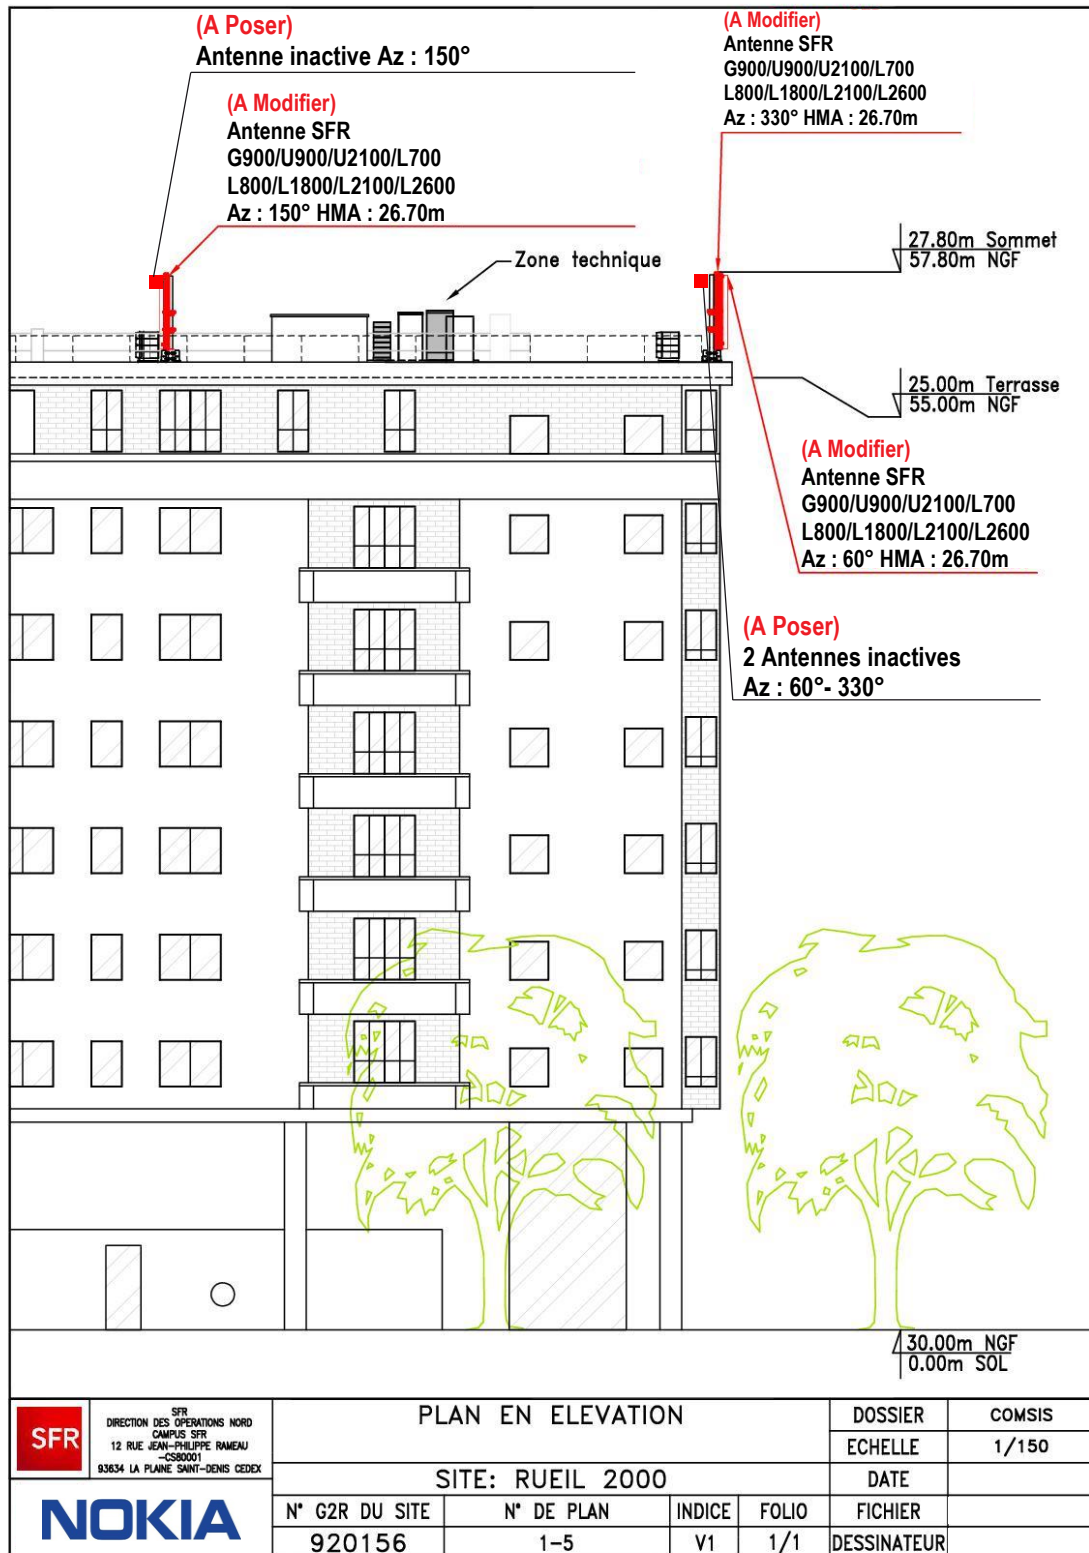 (A Poser)
Antenne inactive Az : 150°
(A Modifier)
Antenne SFR
G900/U900/U2100/L700
L800/L1800/L2100/L2600
Az : 150° HMA : 26.70m
(A Modifier)
Antenne SFR
G900/U900/U2100/L700
L800/L1800/L2100/L2600
Az : 330° HMA : 26.70m
Zone technique
27.80m Sommet
57.80m NGF
25.00m Terrasse
55.00m NGF
(A Modifier)
Antenne SFR
G900/U900/U2100/L700
L800/L1800/L2100/L2600
Az : 60° HMA : 26.70m
(A Poser)
2 Antennes inactives
Az : 60°- 330°
30.00m NGF
0.00m SOL
SFR
SFR
DIRECTION DES OPERATIONS NORD
CAMPUS SFR
12 RUE JEAN-PHILIPPE RAMEAU
-CS80001
93634 LA PLAINE SAINT-DENIS CEDEX
NOKIA
PLAN EN ELEVATION
SITE: RUEIL 2000
N° G2R DU SITE
920156
N° DE PLAN
1-5
INDICE
V1
FOLIO
1/1
DOSSIER
COMSIS
ECHELLE
1/150
DATE
FICHIER
DESSINATEUR